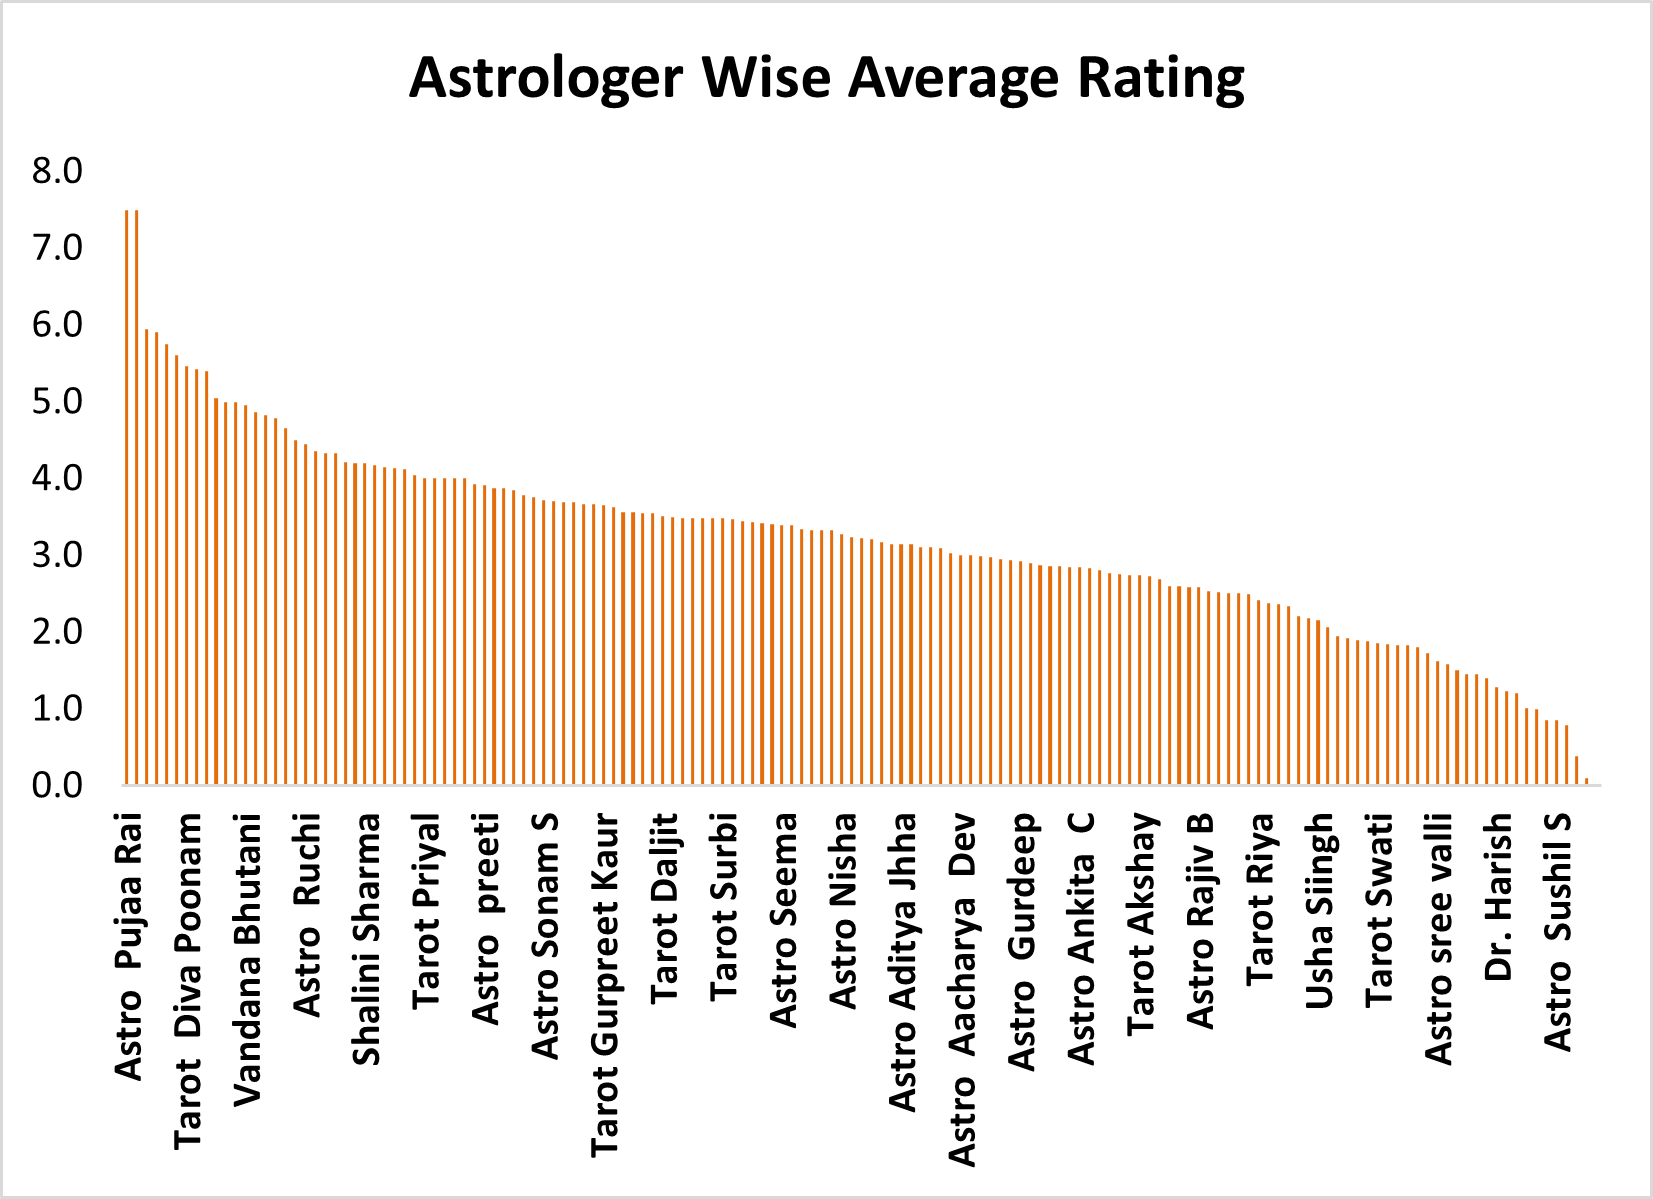 Astrologer Wise Average Rating
8.0
7.0
6.0
5.0
4.0
3.0
2.0
1.0
0.0
Astro  Pujaa Rai
Tarot  Diva Poonam
Vandana Bhutani
Astro  Ruchi
Shalini Sharma
Tarot Priyal
Astro  preeti
Astro Sonam S
Tarot Gurpreet Kaur
Tarot Daljit
Tarot Surbi
Astro Seema
Astro Nisha
Astro Aditya Jhha
Astro  Aacharya  Dev
Astro  Gurdeep
Astro Ankita  C
Tarot Akshay
Astro Rajiv B
Tarot Riya
Usha Siingh
Tarot Swati
Astro sree valli
Dr. Harish
Astro  Sushil S